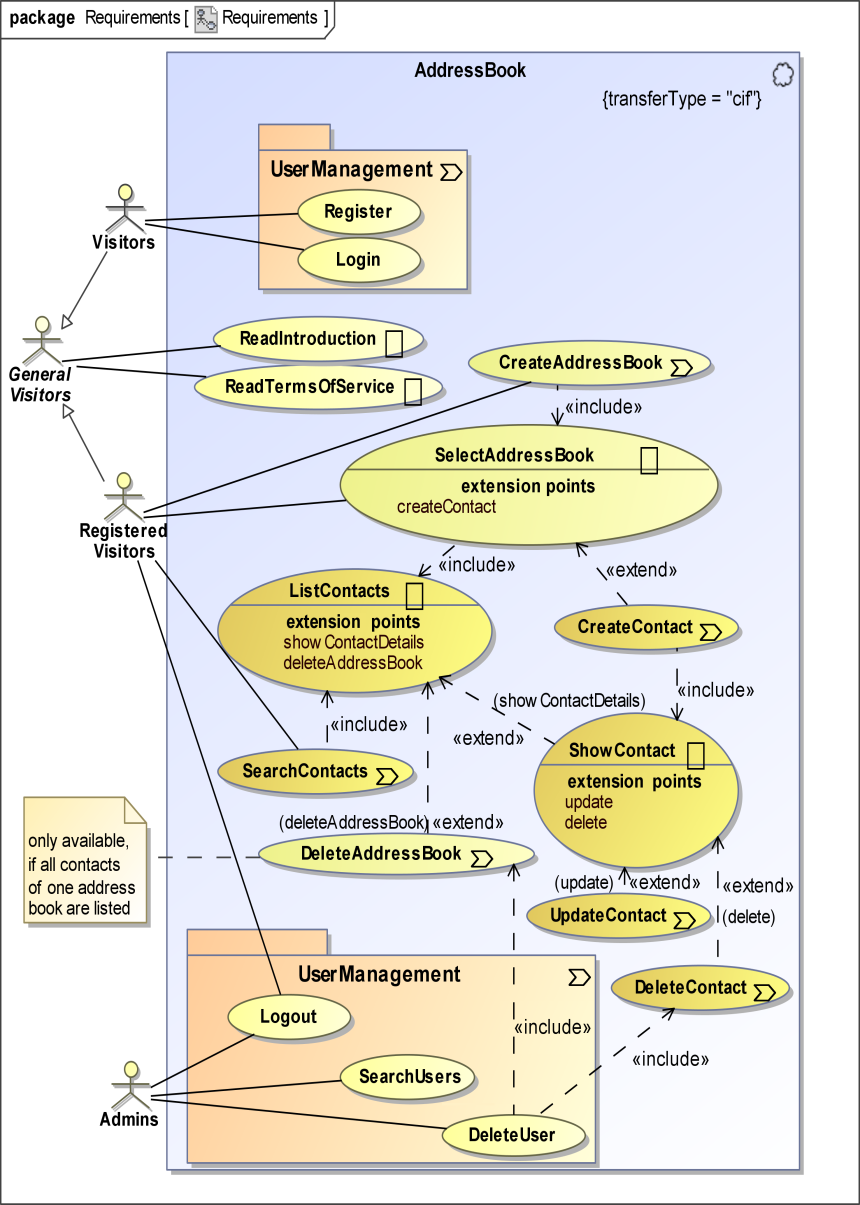 package Requirements [ Requirements ]
AddressBook
{transferType = "cif"}
UserManagement
Register
Login
Visitors
ReadIntroduction
ReadTermsOfService
General
Visitors
CreateAddressBook
«include»
SelectAddressBook
extension points
createContact
Registered
Visitors
«include»
«extend»
ListContacts
extension points
show ContactDetails
deleteAddressBook
CreateContact
«include»
(show ContactDetails)
«extend»
«include»
SearchContacts
ShowContact
extension points
update
delete
only available,
if all contacts
of one address
book are listed
(deleteAddressBook) «extend»
DeleteAddressBook
(update) «extend»
«extend»
(delete)
UpdateContact
DeleteContact
UserManagement
Logout
«include»
«include»
SearchUsers
Admins
DeleteUser